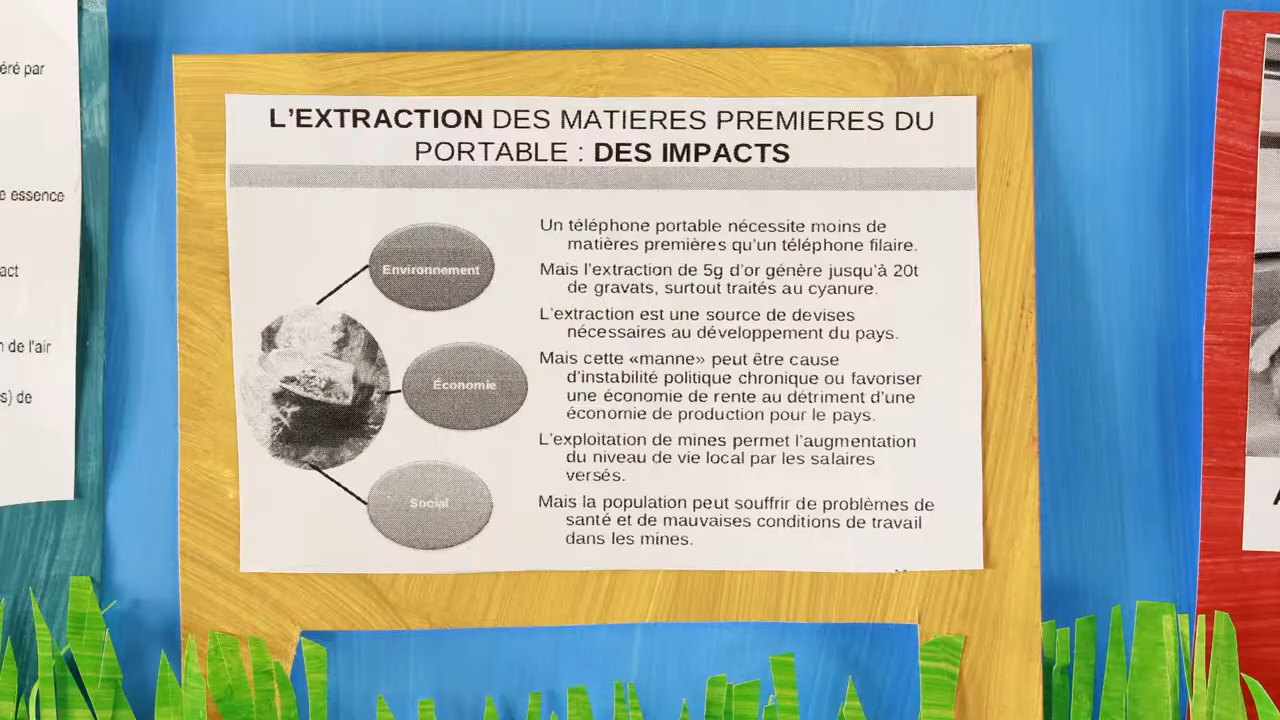 éré par
e essence
act
n de l'air
s) de
L'EXTRACTION DES MATIERES PREMIERES DU
PORTABLE : DES IMPACTS
Environnement
Économie
Social
Un téléphone portable nécessite moins de
matières premières qu'un téléphone filaire.
Mais l'extraction de 5g d'or génère jusqu'à 20t
de gravats, surtout traités au cyanure.
L'extraction est une source de devises
nécessaires au développement du pays.
Mais cette «manne» peut être cause
d'instabilité politique chronique ou favoriser
une économie de rente au détriment d'une
économie de production pour le pays.
L'exploitation de mines permet l'augmentation
du niveau de vie local par les salaires
versés.
Mais la population peut souffrir de problèmes de
santé et de mauvaises conditions de travail
dans les mines.